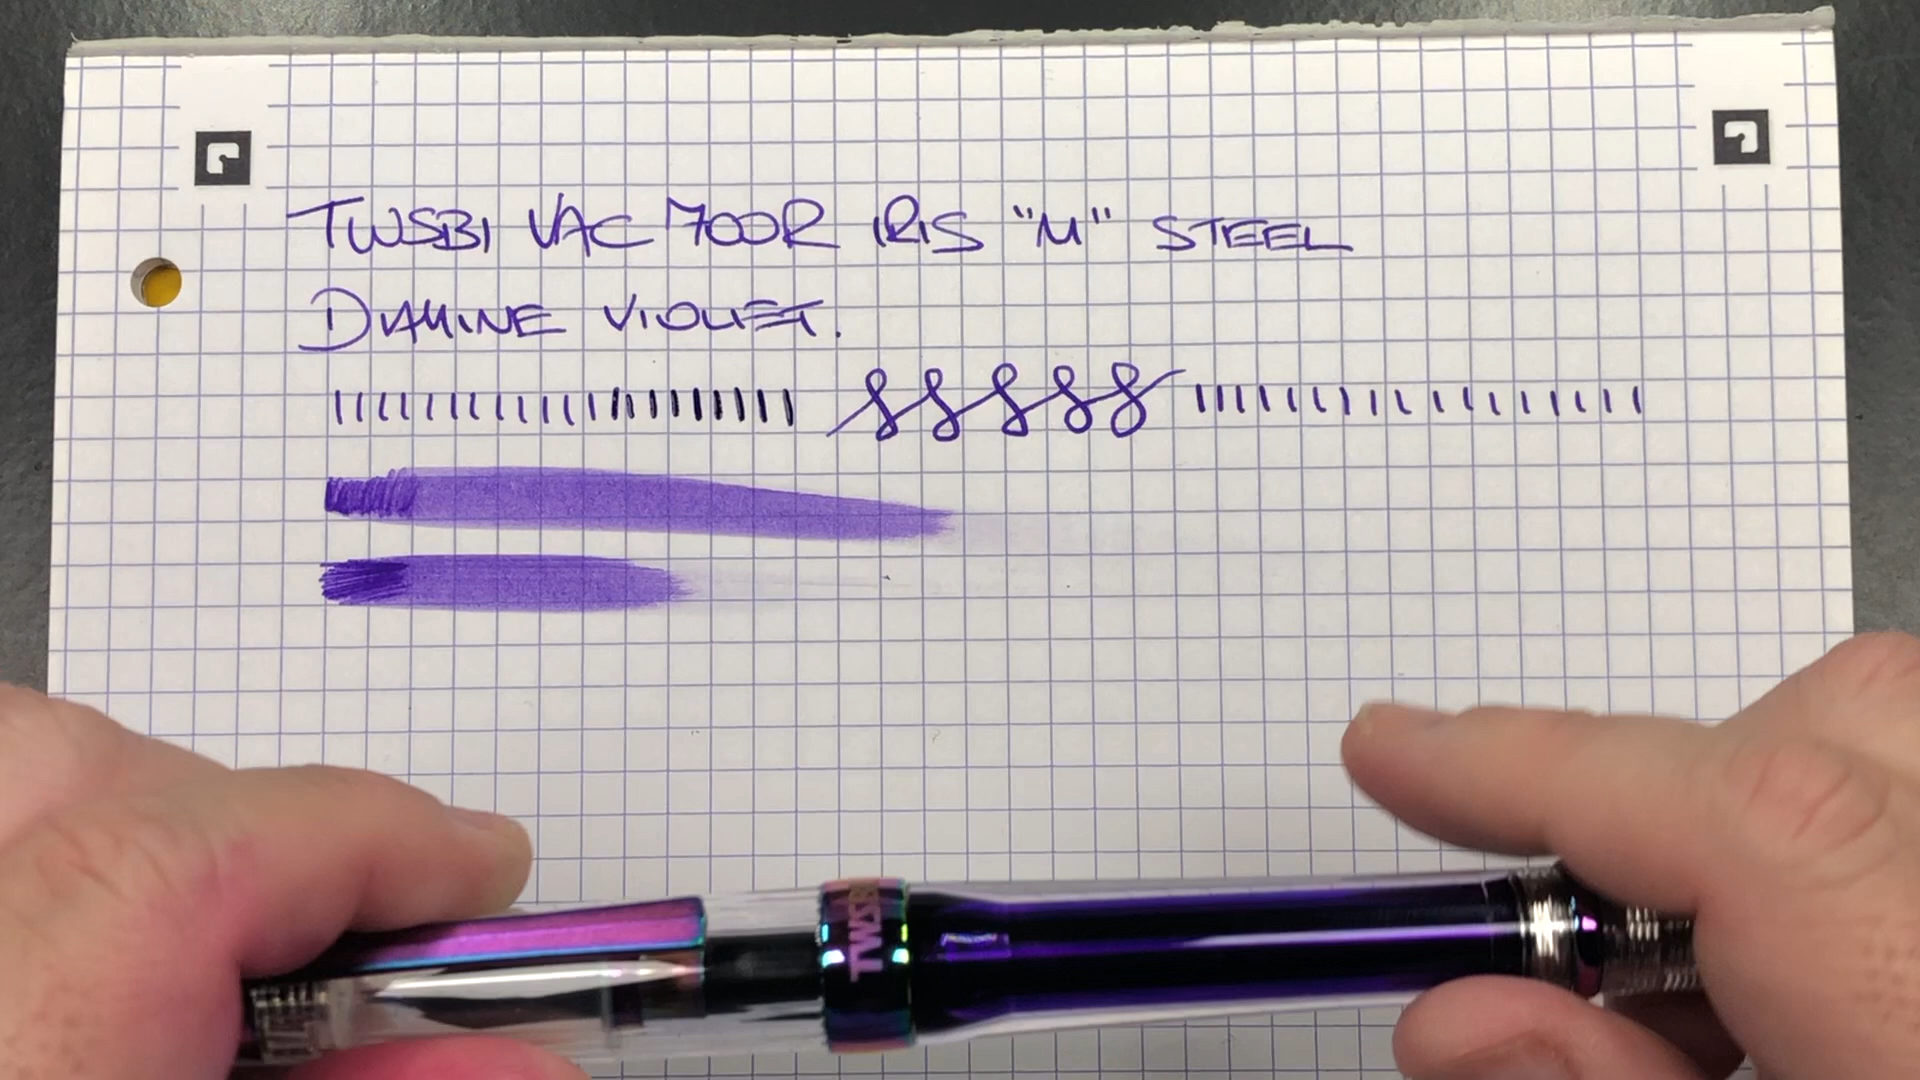 TWSBI VAC 700R IRIS "M" STEEL
DIAMINE VIOLET.
TWSBI